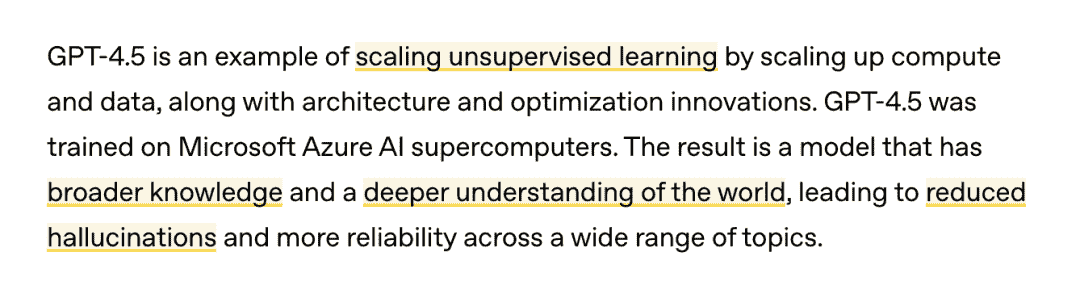 GPT-4.5 is an example of scaling unsupervised learning by scaling up compute
and data, along with architecture and optimization innovations. GPT-4.5 was
trained on Microsoft Azure AI supercomputers. The result is a model that has
broader knowledge and a deeper understanding of the world, leading to reduced
hallucinations and more reliability across a wide range of topics.